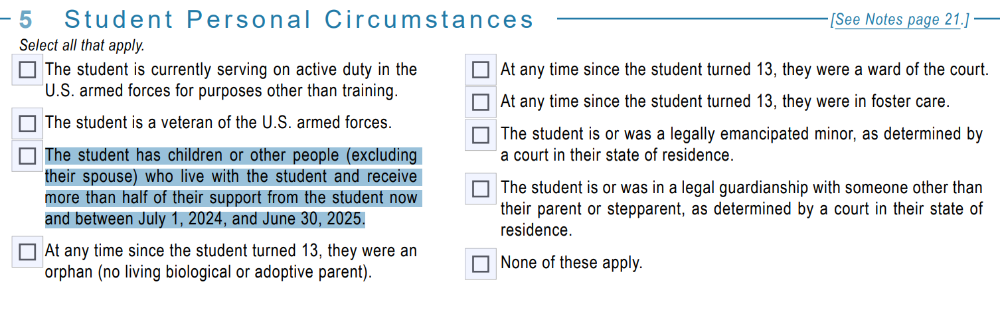 5 Student Personal Circumstances [See Notes page 21.]
Select all that apply.
The student is currently serving on active duty in the
U.S. armed forces for purposes other than training.
The student is a veteran of the U.S. armed forces.
The student has children or other people (excluding
their spouse) who live with the student and receive
more than half of their support from the student now
and between July 1, 2024, and June 30, 2025.
At any time since the student turned 13, they were an
orphan (no living biological or adoptive parent).
At any time since the student turned 13, they were a ward of the court.
At any time since the student turned 13, they were in foster care.
The student is or was a legally emancipated minor, as determined by
a court in their state of residence.
The student is or was in a legal guardianship with someone other than
their parent or stepparent, as determined by a court in their state of
residence.
None of these apply.